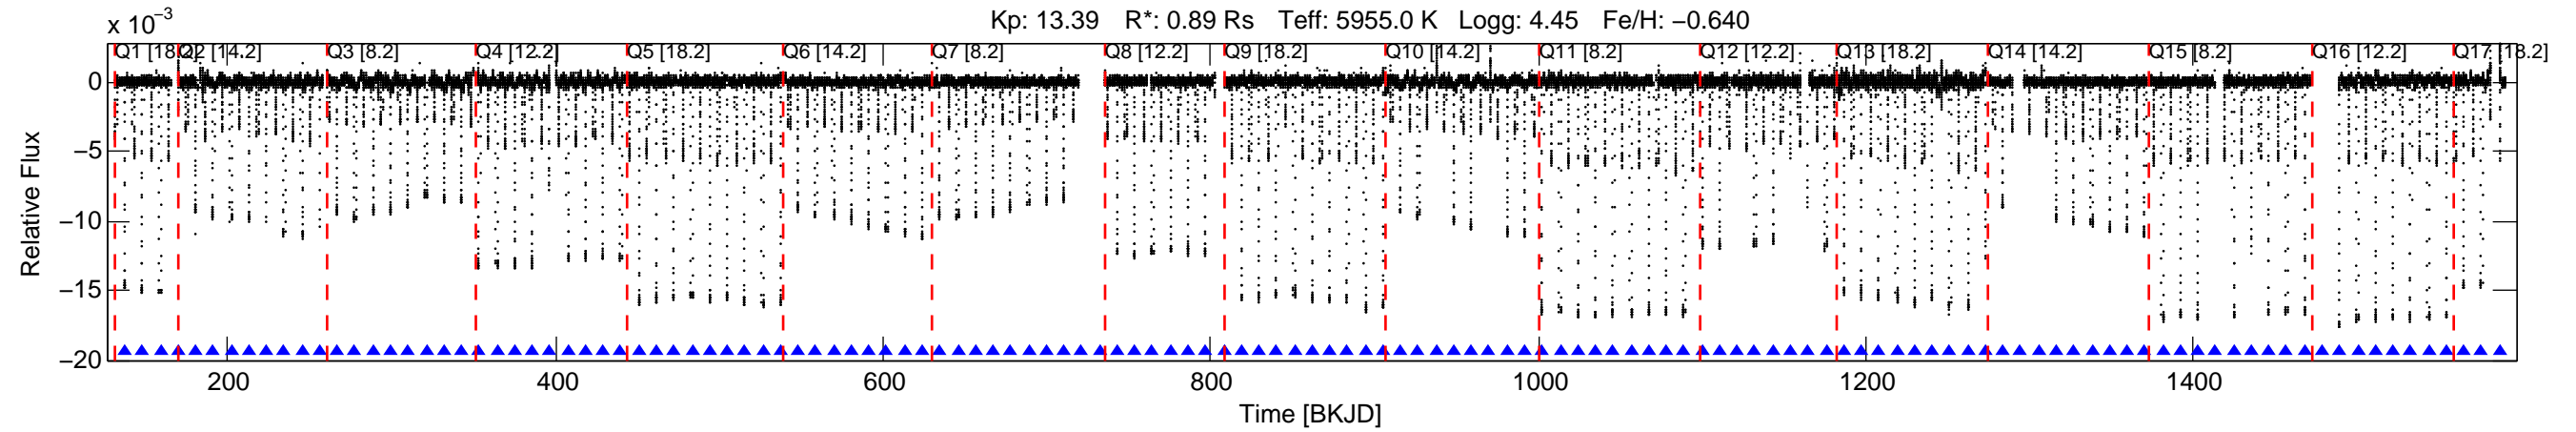 x 10⁻³
Kp: 13.39 R*: 0.89 Rs Teff: 5955.0 K Logg: 4.45 Fe/H: −0.640
Q1 [18.2] Q2 [14.2] Q3 [8.2] Q4 [12.2] Q5 [18.2] Q6 [14.2] Q7 [8.2] Q8 [12.2] Q9 [18.2] Q10 [14.2] Q11 [8.2] Q12 [12.2] Q13 [18.2] Q14 [14.2] Q15 [8.2] Q16 [12.2] Q17 [18.2]
0
−5
−10
−15
−20
Relative Flux
200 400 600 800 1000 1200 1400
Time [BKJD]